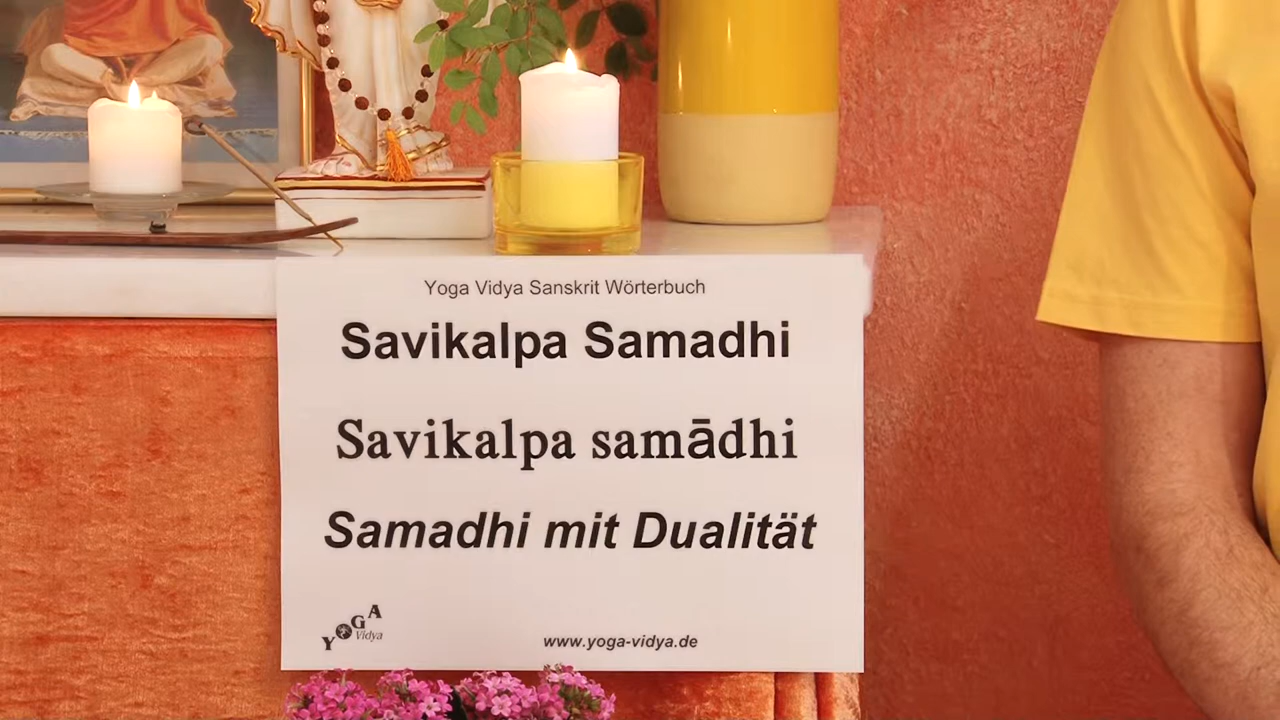 Yoga Vidya Sanskrit Wörterbuch
Savikalpa Samadhi
Savikalpa samādhi
Samadhi mit Dualität
YOGA
Vidya
www.yoga-vidya.de